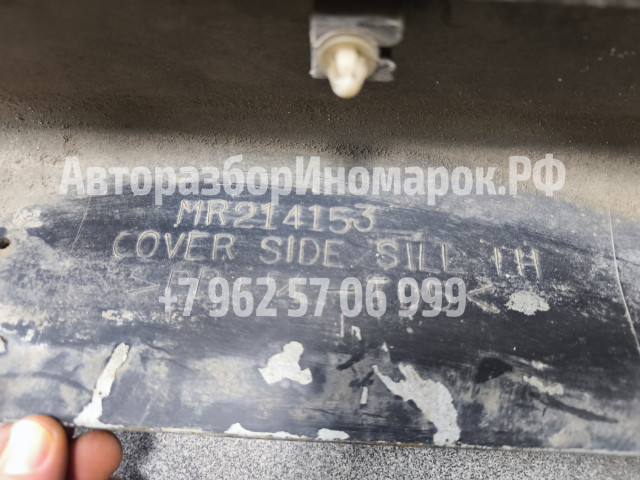 АвторазборИномарок.РФ
MR214153
COVER SIDE SILL LH
+7 962 57 06 999